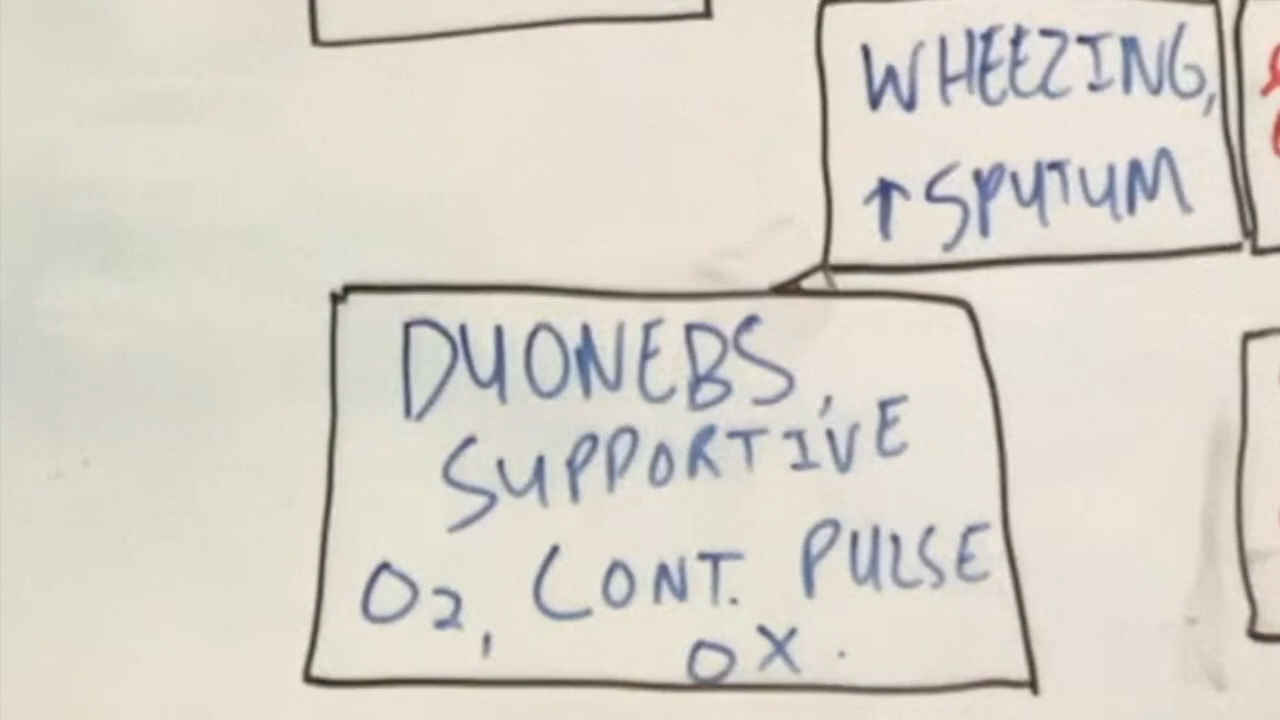 WHEEZING,
↑ SPUTUM
DUONEBS,
SUPPORTIVE
O2, CONT. PULSE
OX.